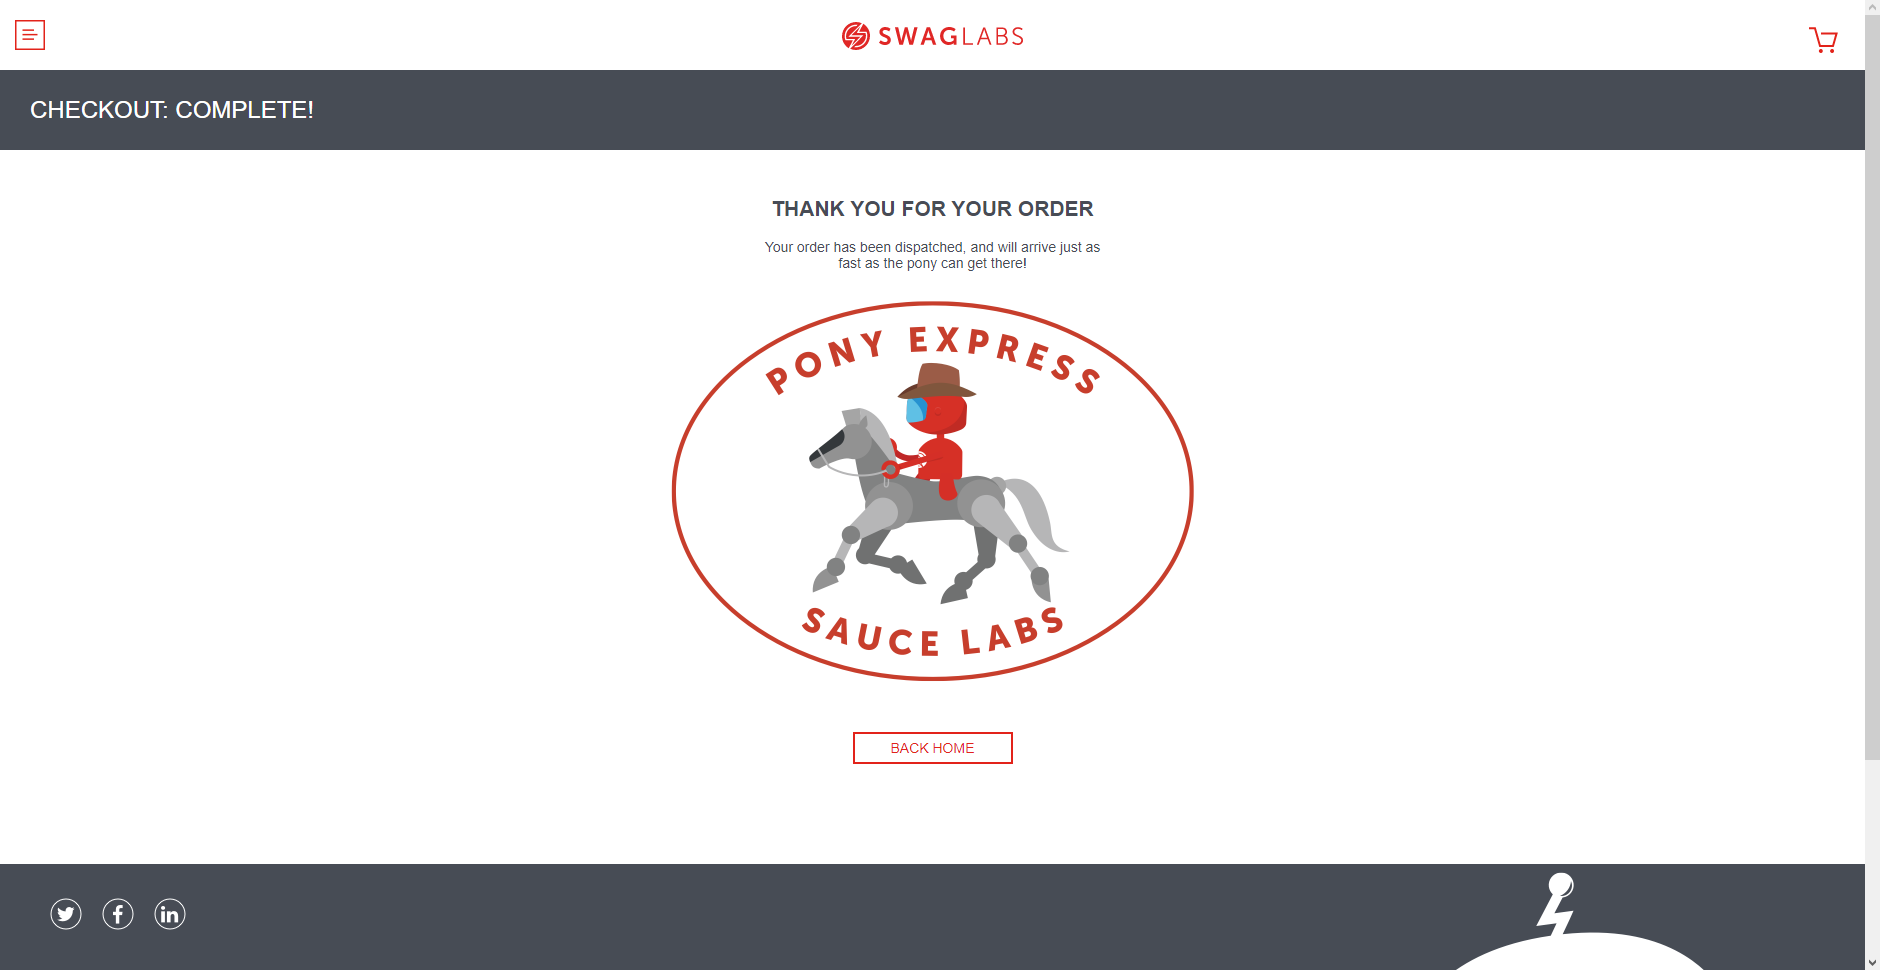 SWAGLABS
CHECKOUT: COMPLETE!
THANK YOU FOR YOUR ORDER
Your order has been dispatched, and will arrive just as
fast as the pony can get there!
PONY EXPRESS
SAUCE LABS
BACK HOME